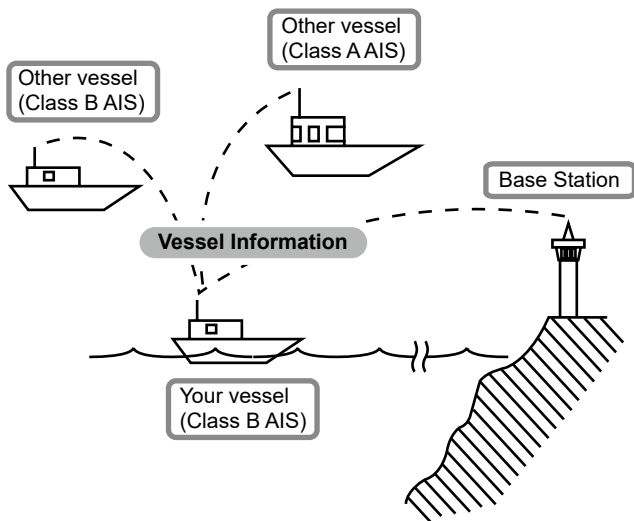 Other vessel
(Class A AIS)
Other vessel
(Class B AIS)
Base Station
Vessel Information
Your vessel
(Class B AIS)